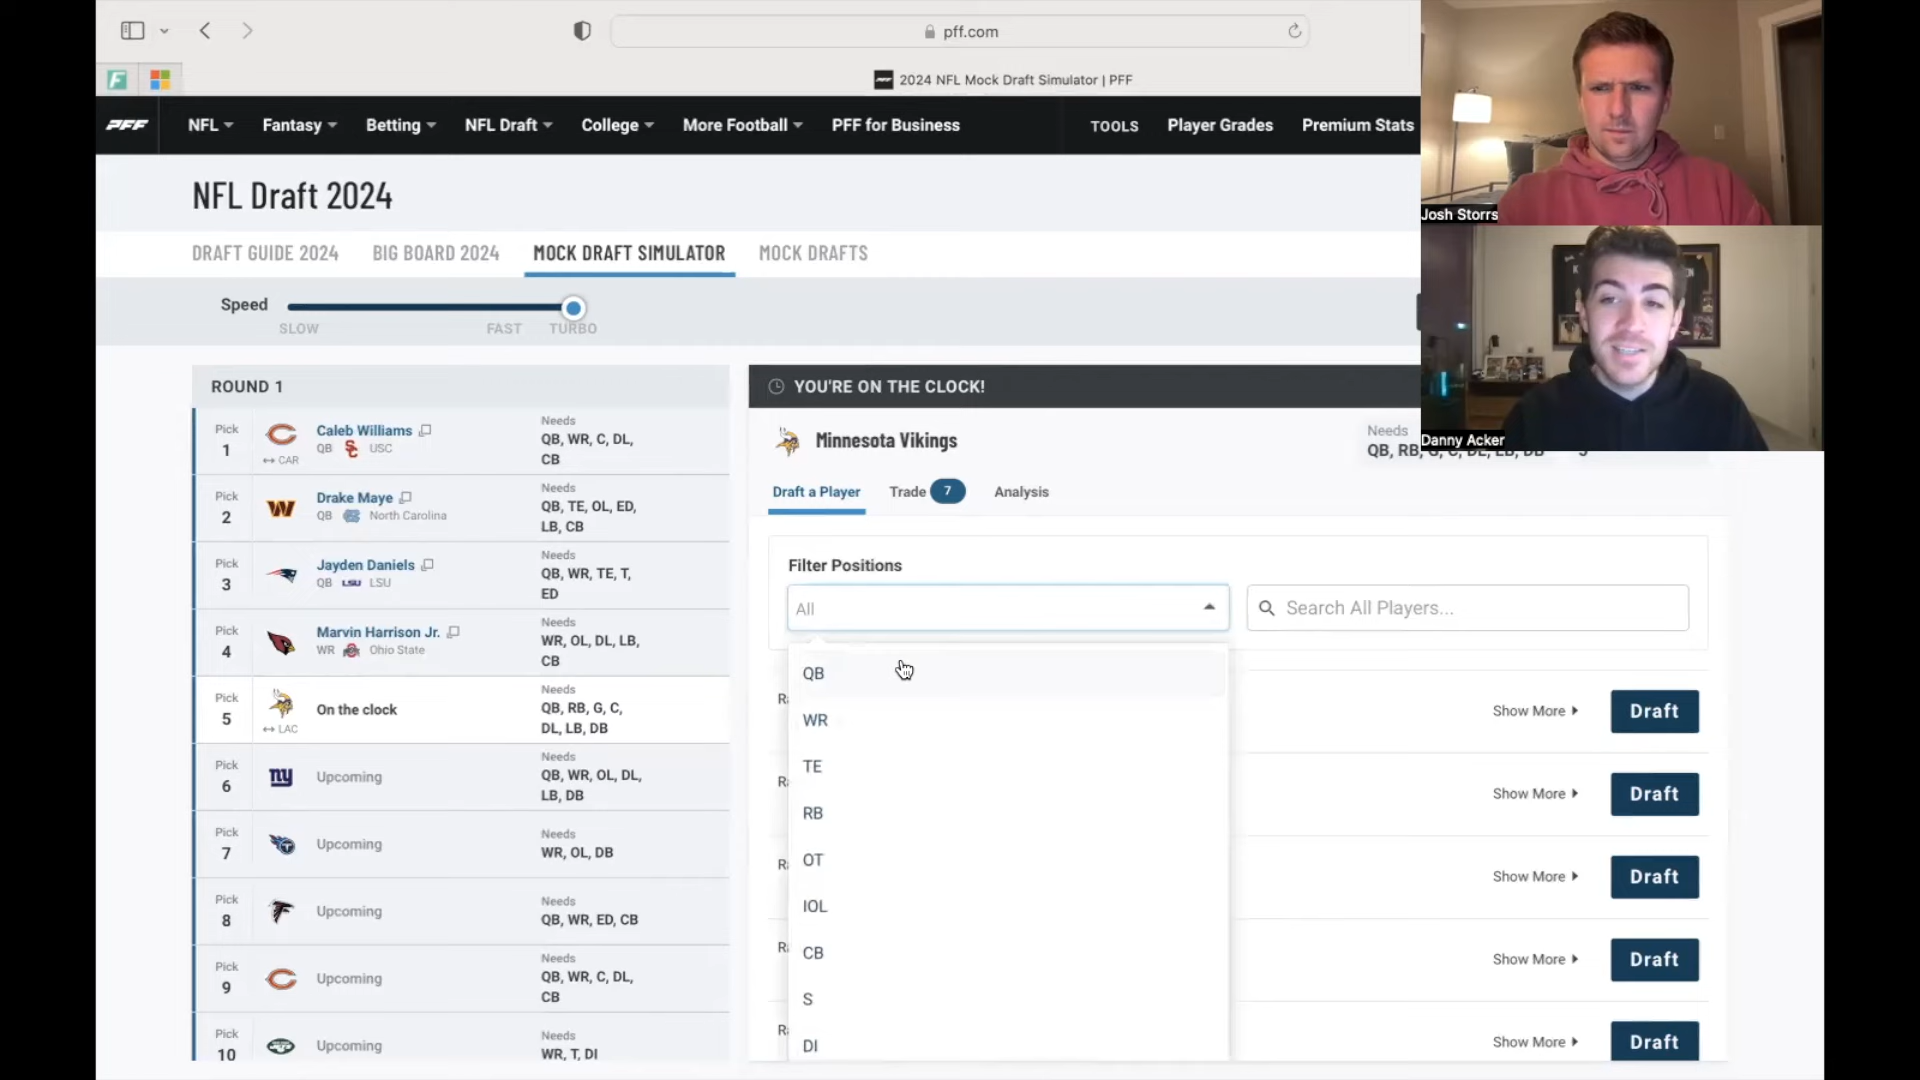 pff.com
2024 NFL Mock Draft Simulator | PFF
PFF
NFL
Fantasy
Betting
NFL Draft
College
More Football
PFF for Business
TOOLS
Player Grades
Premium Stats
NFL Draft 2024
DRAFT GUIDE 2024
BIG BOARD 2024
MOCK DRAFT SIMULATOR
MOCK DRAFTS
Speed
SLOW
FAST
TURBO
ROUND 1
Pick
1
↔ CAR
Caleb Williams
QB
USC
Needs
QB, WR, C, DL,
CB
Pick
2
Drake Maye
QB
North Carolina
Needs
QB, TE, OL, ED,
LB, CB
Pick
3
Jayden Daniels
QB
LSU
LSU
Needs
QB, WR, TE, T,
ED
Pick
4
Marvin Harrison Jr.
WR
Ohio State
Needs
WR, OL, DL, LB,
CB
Pick
5
↔ LAC
On the clock
Needs
QB, RB, G, C,
DL, LB, DB
Pick
6
ny
Upcoming
Needs
QB, WR, OL, DL,
LB, DB
Pick
7
Upcoming
Needs
WR, OL, DB
Pick
8
Upcoming
Needs
QB, WR, ED, CB
Pick
9
Upcoming
Needs
QB, WR, C, DL,
CB
Pick
10
Upcoming
Needs
WR, T, DI
YOU'RE ON THE CLOCK!
Minnesota Vikings
Needs
QB, RB, G, C, DL, LB, DB
Draft a Player
Trade 7
Analysis
Filter Positions
All
Search All Players...
QB
WR
TE
RB
OT
IOL
CB
S
DI
Show More
Draft
Show More
Draft
Show More
Draft
Show More
Draft
Show More
Draft
Josh Storrs
Danny Acker